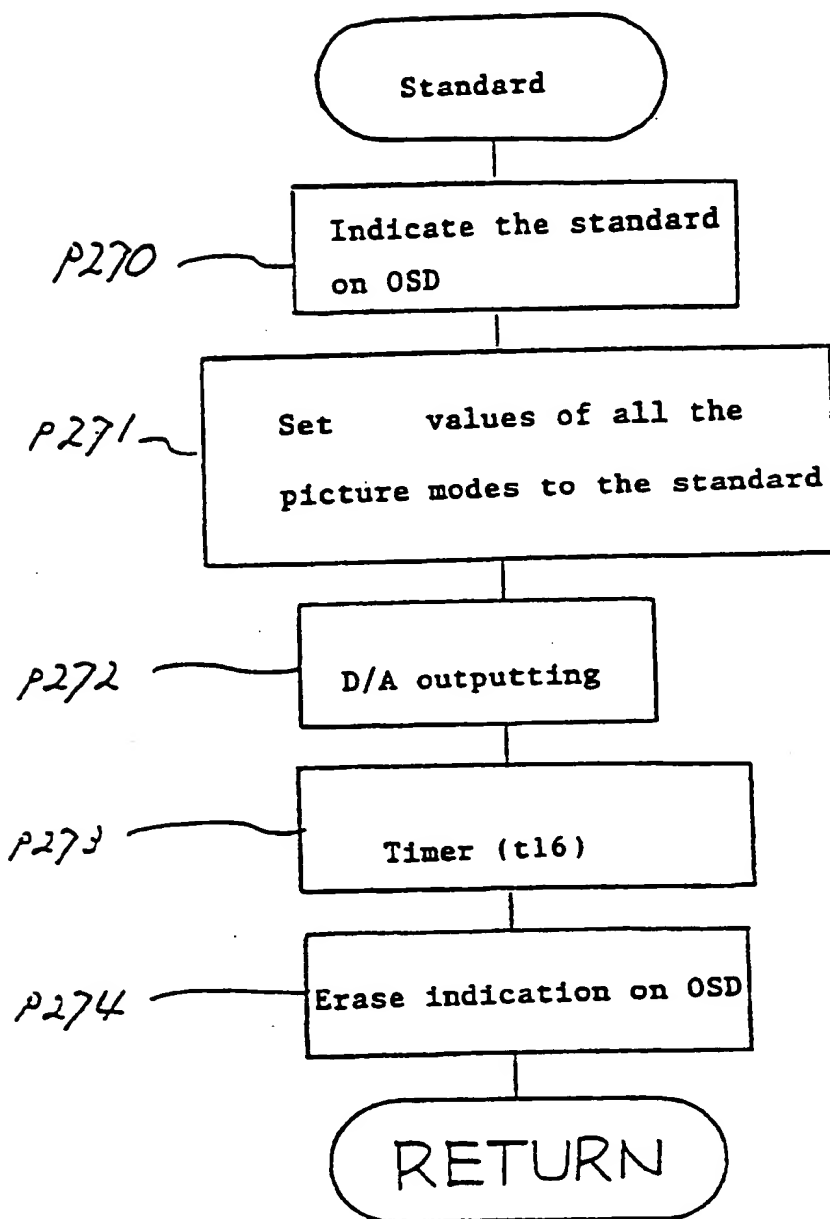 Standard
P270
Indicate the standard
on OSD
P271
Set values of all the
picture modes to the standard
P272
D/A outputting
P273
Timer (t16)
P274
Erase indication on OSD
RETURN